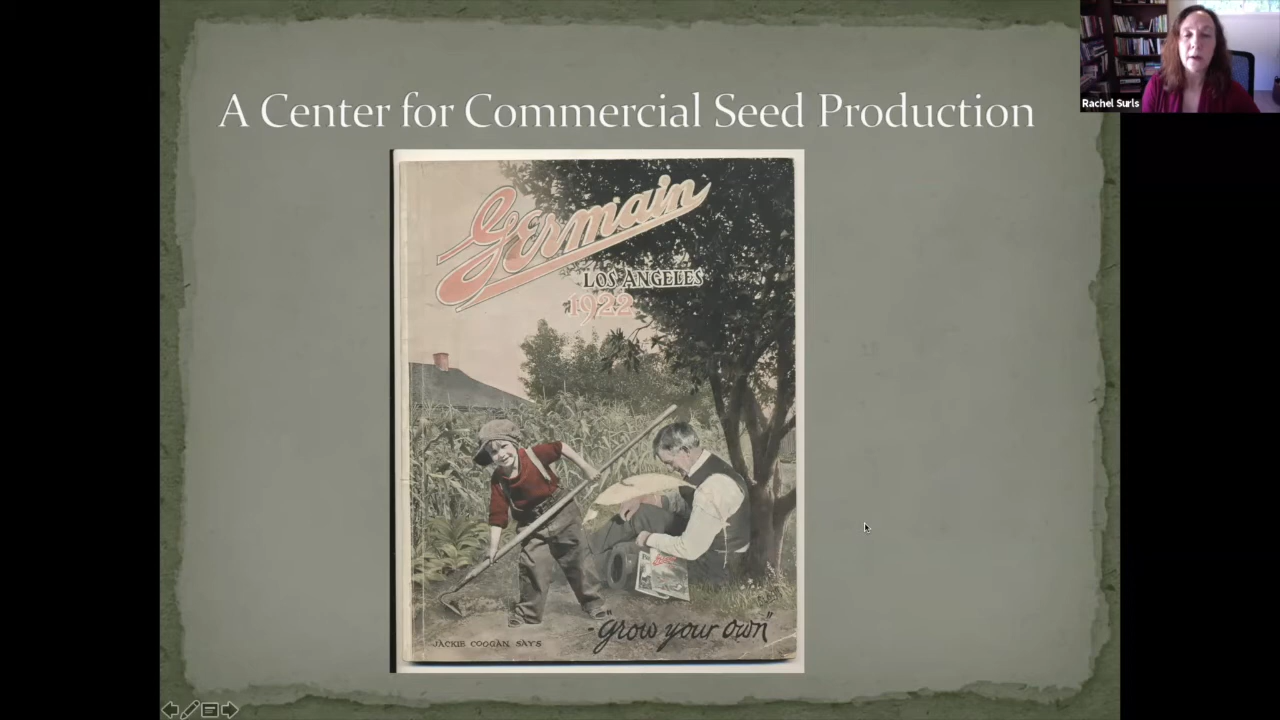 A Center for Commercial Seed Production
Rachel Surls
Germain
LOS ANGELES
1922
JACKIE COOGAN SAYS
-"grow your own"